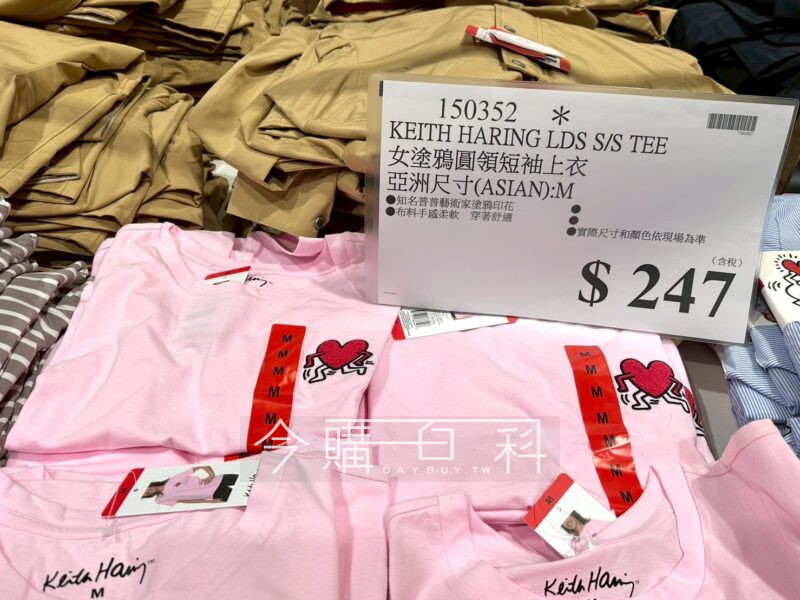 150352 *
KEITH HARING LDS S/S TEE
女塗鴉圓領短袖上衣
亞洲尺寸(ASIAN):M
●知名普普藝術家塗鴉印花
●布料手感柔軟 穿著舒適
●
●
●實際尺寸和顏色依現場為準
(含稅)
$ 247
M
M
M
M
M
M
M
M
M
M
M
今購百科
DAYBUY.TW
M
M
Keith Haring™
M
Keith Haring™
M